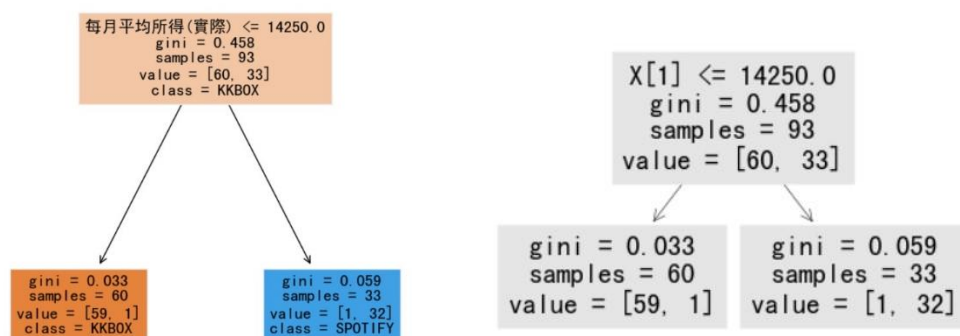 每月平均所得(實際) <= 14250.0
gini = 0.458
samples = 93
value = [60, 33]
class = KKBOX
gini = 0.033
samples = 60
value = [59, 1]
class = KKBOX
gini = 0.059
samples = 33
value = [1, 32]
class = SPOTIFY
X[1] <= 14250.0
gini = 0.458
samples = 93
value = [60, 33]
gini = 0.033
samples = 60
value = [59, 1]
gini = 0.059
samples = 33
value = [1, 32]